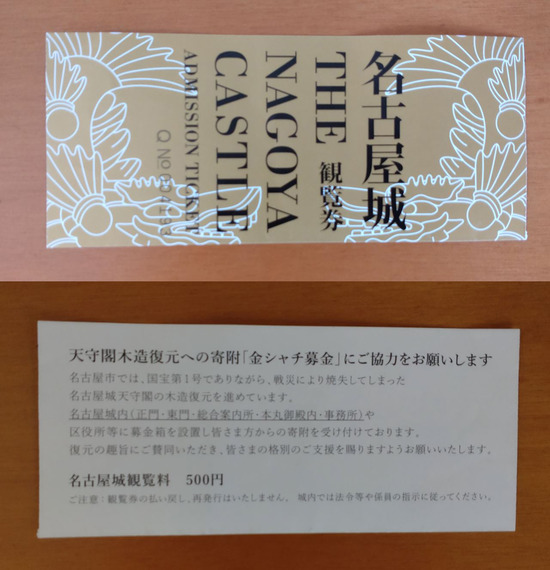 名古屋城
観覧券
THE
NAGOYA
CASTLE
ADMISSION TICKET
天守閣木造復元への寄附「金シャチ募金」にご協力をお願いします
名古屋市では、国宝第1号でありながら、戦災により焼失してしまった
名古屋城天守閣の木造復元を進めています。
名古屋城内(正門・東門・総合案内所・本丸御殿内・事務所)や
区役所等に募金箱を設置し皆さま方からの寄附を受け付けております。
復元の趣旨にご賛同いただき、皆さまの格別のご支援を賜りますようお願いいたします。
名古屋城観覧料 500円
ご注意:観覧券の払い戻し、再発行はいたしません。 城内では法令等や係員の指示に従ってください。